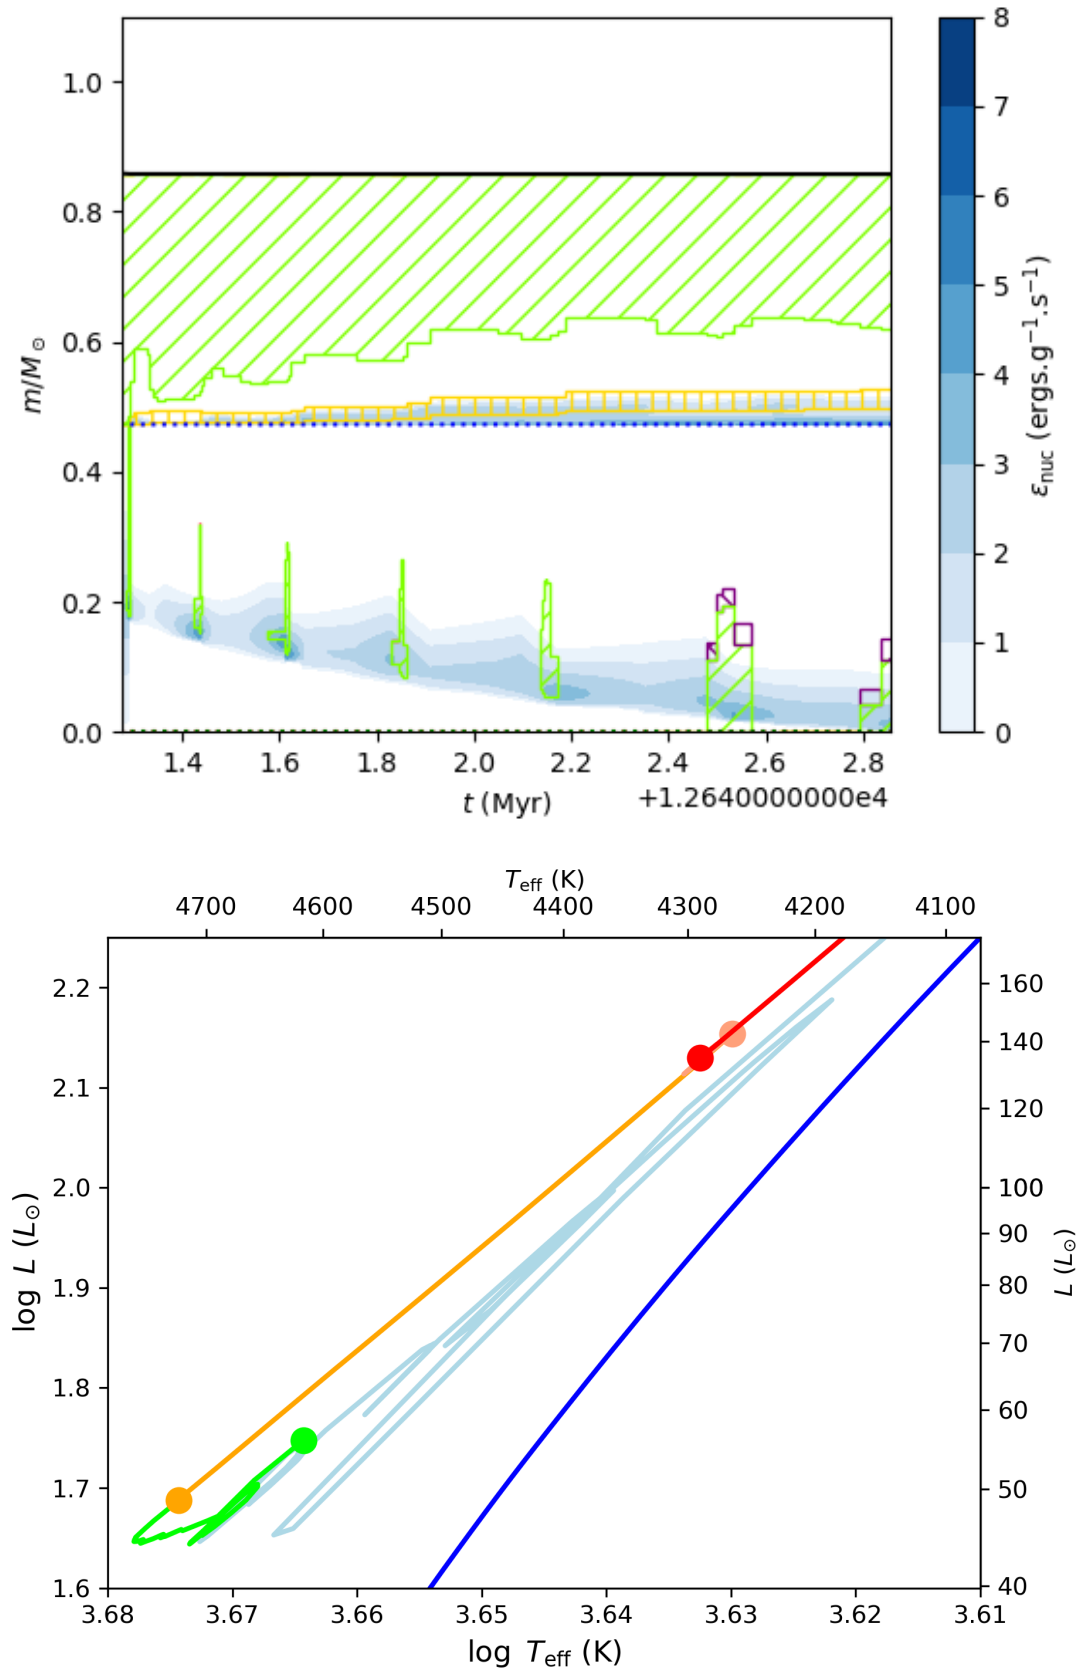 1.0
0.8
0.6
0.4
0.2
0.0
m/M⊙
1.4 1.6 1.8 2.0 2.2 2.4 2.6 2.8
t (Myr)
+1.2640000000e4
8
7
6
5
4
3
2
1
0
εnuc (ergs.g−1.s−1)
Teff (K)
4700 4600 4500 4400 4300 4200 4100
2.2
2.1
2.0
1.9
1.8
1.7
1.6
log L (L⊙)
160
140
120
100
90
80
70
60
50
40
L (L⊙)
3.68 3.67 3.66 3.65 3.64 3.63 3.62 3.61
log Teff (K)